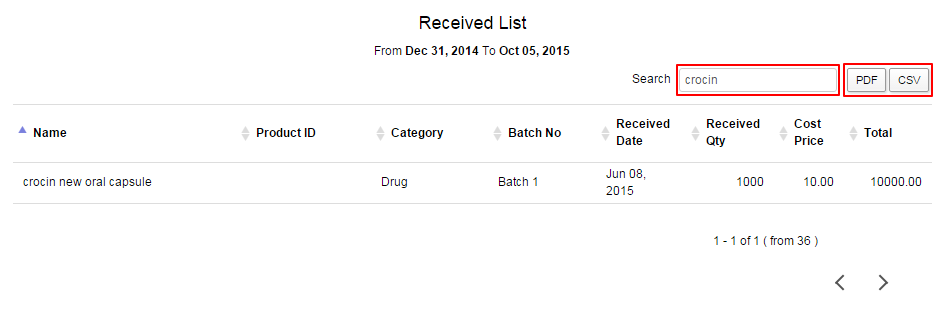 Received List
From Dec 31, 2014 To Oct 05, 2015
Search crocin PDF CSV
Name Product ID Category Batch No Received Date Received Qty Cost Price Total
crocin new oral capsule Drug Batch 1 Jun 08, 2015 1000 10.00 10000.00
1 - 1 of 1 ( from 36 )